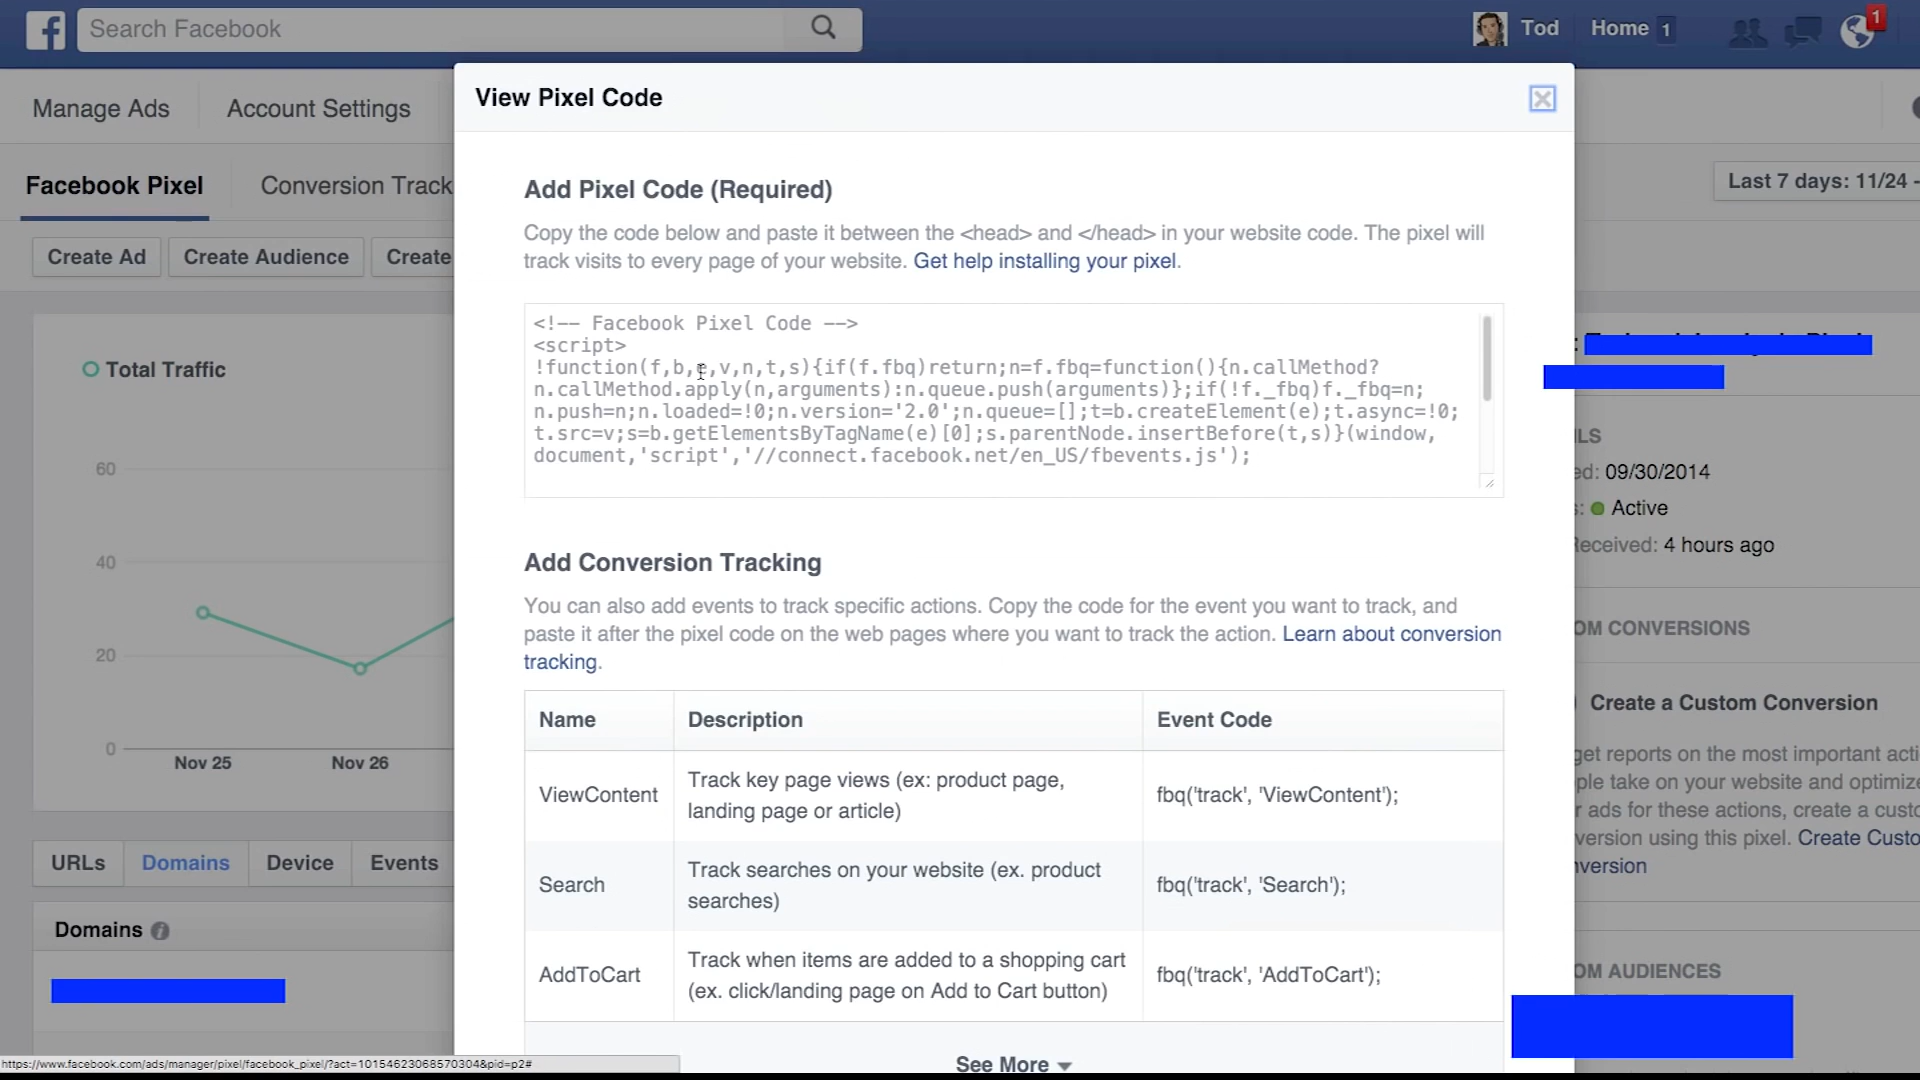 Search Facebook
Tod
Home 1
1
Manage Ads
Account Settings
Facebook Pixel
Conversion Track
Last 7 days: 11/24 -
Create Ad
Create Audience
Create
Total Traffic
60
40
20
0
Nov 25
Nov 26
URLs
Domains
Device
Events
Domains
View Pixel Code
Add Pixel Code (Required)
Copy the code below and paste it between the <head> and </head> in your website code. The pixel will
track visits to every page of your website. Get help installing your pixel.
<!-- Facebook Pixel Code -->
<script>
!function(f,b,e,v,n,t,s){if(f.fbq)return;n=f.fbq=function(){n.callMethod?
n.callMethod.apply(n,arguments):n.queue.push(arguments)};if(!f._fbq)f._fbq=n;
n.push=n;n.loaded=!0;n.version='2.0';n.queue=[];t=b.createElement(e);t.async=!0;
t.src=v;s=b.getElementsByTagName(e)[0];s.parentNode.insertBefore(t,s)}(window,
document,'script','//connect.facebook.net/en_US/fbevents.js');
Add Conversion Tracking
You can also add events to track specific actions. Copy the code for the event you want to track, and
paste it after the pixel code on the web pages where you want to track the action. Learn about conversion
tracking.
Name Description Event Code
ViewContent
Track key page views (ex: product page,
landing page or article)
fbq('track', 'ViewContent');
Search
Track searches on your website (ex. product
searches)
fbq('track', 'Search');
AddToCart
Track when items are added to a shopping cart
(ex. click/landing page on Add to Cart button)
fbq('track', 'AddToCart');
See More
ILS
ed: 09/30/2014
s: Active
Received: 4 hours ago
OM CONVERSIONS
Create a Custom Conversion
get reports on the most important acti
ple take on your website and optimize
r ads for these actions, create a custo
version using this pixel. Create Custo
nversion
OM AUDIENCES
https://www.facebook.com/ads/manager/pixel/facebook_pixel/?act=10154623068570304&pid=p2#